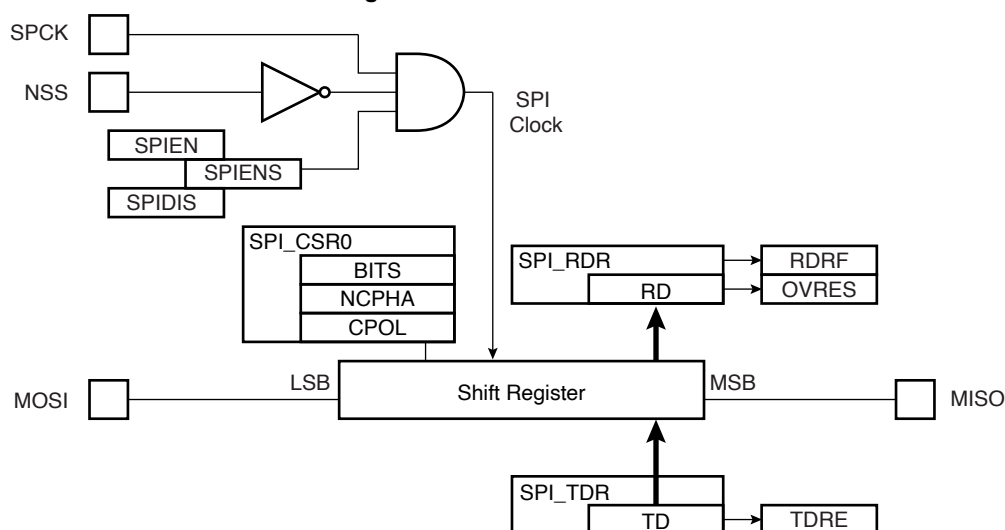 SPCK
NSS
SPI
Clock
SPIEN
SPIENS
SPIDIS
SPI_CSR0
BITS
NCPHA
CPOL
SPI_RDR
RD
RDRF
OVRES
MOSI
LSB
Shift Register
MSB
MISO
SPI_TDR
TD
TDRE